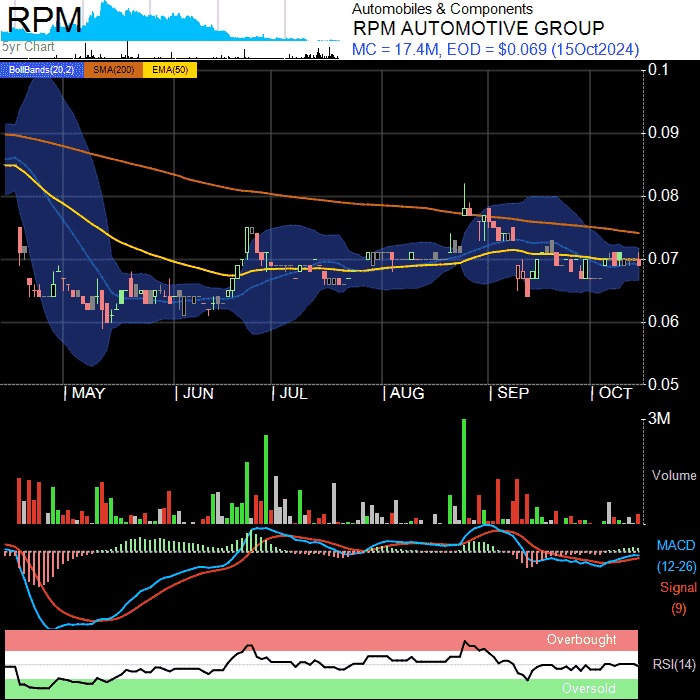 RPM
5yr Chart
Automobiles & Components
RPM AUTOMOTIVE GROUP
MC = 17.4M, EOD = $0.069 (15Oct2024)
BollBands(20,2) SMA(200) EMA(50)
0.1
0.09
0.08
0.07
0.06
0.05
MAY JUN JUL AUG SEP OCT
3M
Volume
MACD
(12-26)
Signal
(9)
Overbought
RSI(14)
Oversold